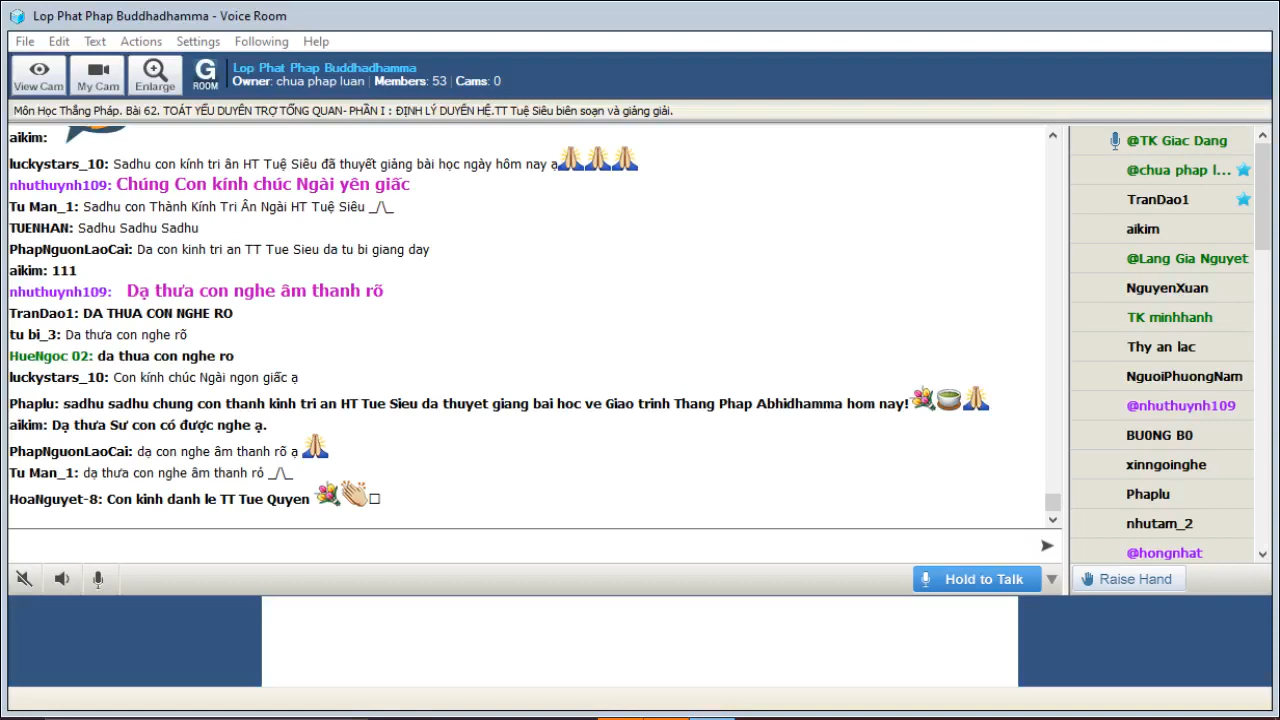 Lop Phat Phap Buddhadhamma - Voice Room
File Edit Text Actions Settings Following Help
View Cam My Cam Enlarge G ROOM
Lop Phat Phap Buddhadhamma
Owner: chua phap luan | Members: 53 | Cams: 0
Môn Học Thắng Pháp. Bài 62. TOÁT YẾU DUYÊN TRỢ TỔNG QUAN- PHẦN I : ĐỊNH LÝ DUYÊN HỆ.TT Tuệ Siêu biên soạn và giảng giải.
aikim:
luckystars_10: Sadhu con kính tri ân HT Tuệ Siêu đã thuyết giảng bài học ngày hôm nay ạ
nhuthuynh109: Chúng Con kính chúc Ngài yên giấc
Tu Man_1: Sadhu con Thành Kính Tri Ân Ngài HT Tuệ Siêu _/\_
TUENHAN: Sadhu Sadhu Sadhu
PhapNguonLaoCai: Da con kinh tri an TT Tue Sieu da tu bi giang day
aikim: 111
nhuthuynh109: Dạ thưa con nghe âm thanh rõ
TranDao1: DA THUA CON NGHE RO
tu bi_3: Da thưa con nghe rõ
HueNgoc 02: da thua con nghe ro
luckystars_10: Con kính chúc Ngài ngon giấc ạ
Phaplu: sadhu sadhu chung con thanh kinh tri an HT Tue Sieu da thuyet giang bai hoc ve Giao trinh Thang Phap Abhidhamma hom nay!
aikim: Dạ thưa Sư con có được nghe ạ.
PhapNguonLaoCai: dạ con nghe âm thanh rõ ạ
Tu Man_1: dạ thưa con nghe âm thanh rỏ _/\_
HoaNguyet-8: Con kinh danh le TT Tue Quyen
@TK Giac Dang
@chua phap l...
TranDao1
aikim
@Lang Gia Nguyet
NguyenXuan
TK minhhanh
Thy an lac
NguoiPhuongNam
@nhuthuynh109
BU0NG B0
xinngoinghe
Phaplu
nhutam_2
@hongnhat
Hold to Talk
Raise Hand